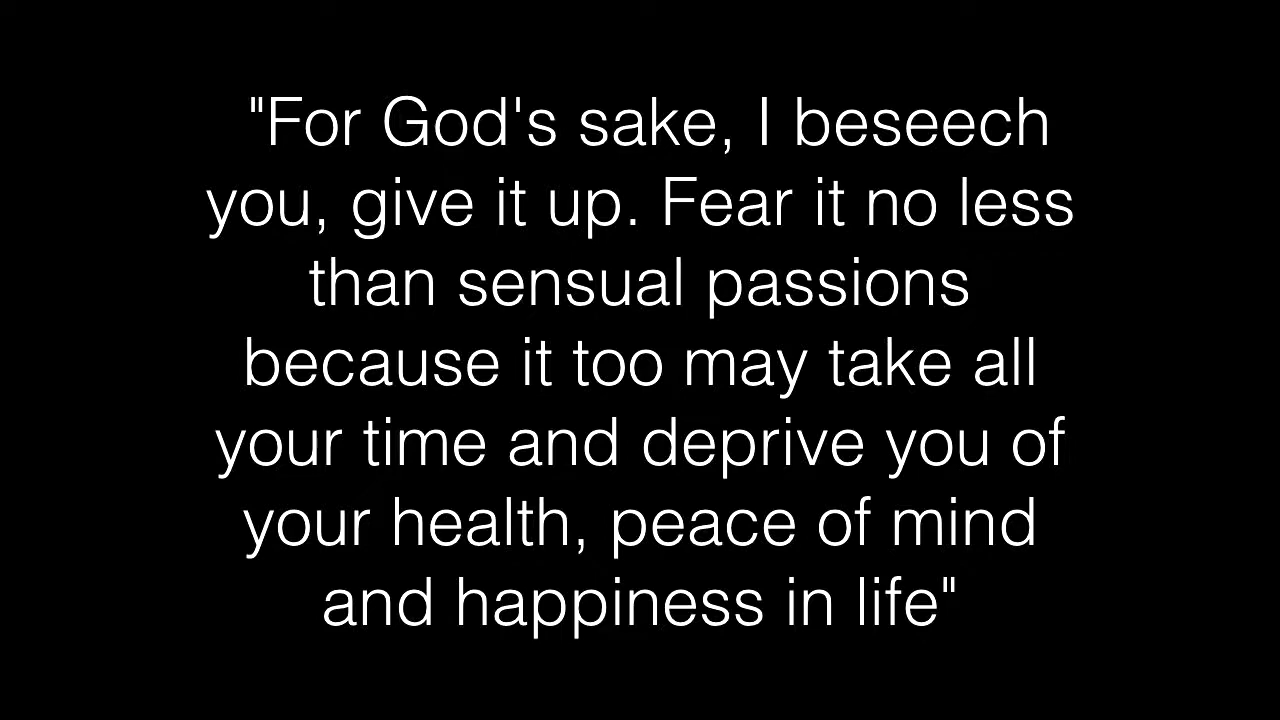 "For God's sake, I beseech
you, give it up. Fear it no less
than sensual passions
because it too may take all
your time and deprive you of
your health, peace of mind
and happiness in life"